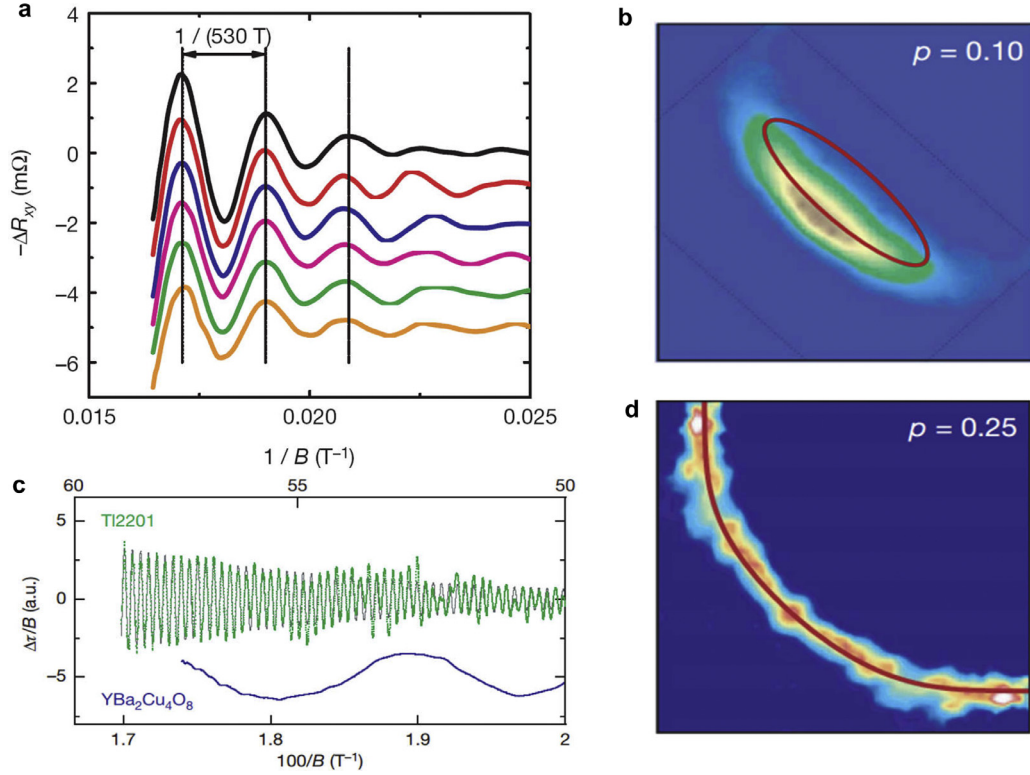 a
1 / (530 T)
4
2
0
−2
−4
−6
−ΔRxy (mΩ)
0.015
0.020
0.025
1 / B (T⁻¹)
b
p = 0.10
c
60
55
50
Tl2201
5
0
−5
Δτ/B (a.u.)
YBa₂Cu₄O₈
1.7
1.8
1.9
2
100/B (T⁻¹)
d
p = 0.25